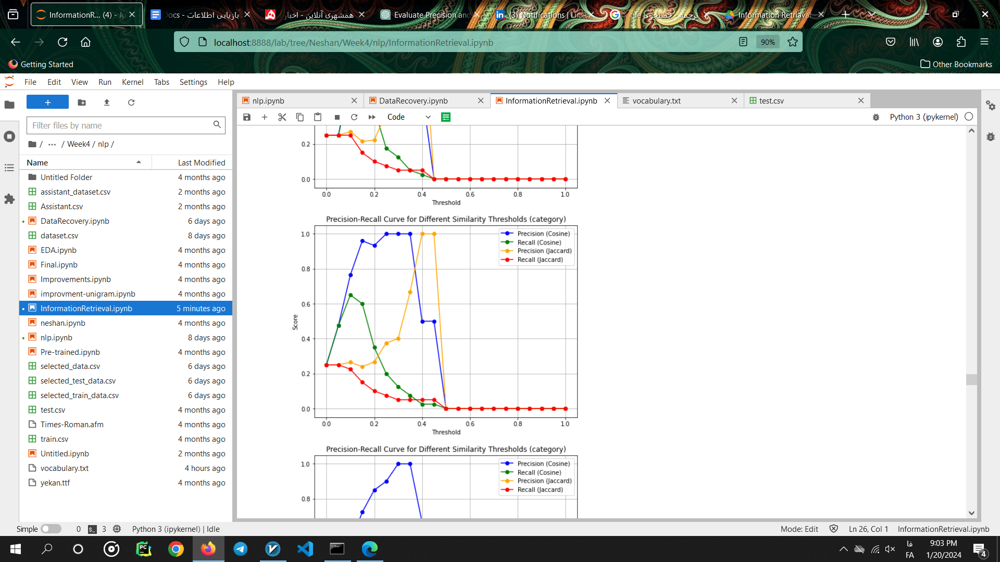 InformationR... (4) - Ju
Docs - بازیابی اطلاعات
همشهری آنلاین - اخبار
Evaluate Precision and
(3) Notifications | Link
ترجمه - جستجوی
Information Retriaval
localhost:8888/lab/tree/Neshan/Week4/nlp/InformationRetrieval.ipynb
90%
Getting Started
Other Bookmarks
File Edit View Run Kernel Tabs Settings Help
nlp.ipynb
DataRecovery.ipynb
InformationRetrieval.ipynb
vocabulary.txt
test.csv
Code
Python 3 (ipykernel)
Filter files by name
/ ... / Week4 / nlp /
Name Last Modified
Untitled Folder 4 months ago
assistant_dataset.csv 2 months ago
Assistant.csv 2 months ago
DataRecovery.ipynb 6 days ago
dataset.csv 8 days ago
EDA.ipynb 4 months ago
Final.ipynb 4 months ago
Improvements.ipynb 4 months ago
improvment-unigram.ipynb 4 months ago
InformationRetrieval.ipynb 5 minutes ago
neshan.ipynb 4 months ago
nlp.ipynb 8 days ago
Pre-trained.ipynb 4 months ago
selected_data.csv 6 days ago
selected_test_data.csv 6 days ago
selected_train_data.csv 6 days ago
test.csv 4 months ago
Times-Roman.afm 4 months ago
train.csv 4 months ago
Untitled.ipynb 2 months ago
vocabulary.txt 4 hours ago
yekan.ttf 4 months ago
0.2
0.0
0.0 0.2 0.4 0.6 0.8 1.0
Threshold
Precision-Recall Curve for Different Similarity Thresholds (category)
1.0
0.8
0.6
0.4
0.2
0.0
Score
Precision (Cosine)
Recall (Cosine)
Precision (Jaccard)
Recall (Jaccard)
0.0 0.2 0.4 0.6 0.8 1.0
Threshold
Precision-Recall Curve for Different Similarity Thresholds (category)
1.0
0.8
Precision (Cosine)
Recall (Cosine)
Precision (Jaccard)
Recall (Jaccard)
Simple 0 3 Python 3 (ipykernel) | Idle
Mode: Edit Ln 26, Col 1 InformationRetrieval.ipynb
فا
FA
9:03 PM
1/20/2024
4